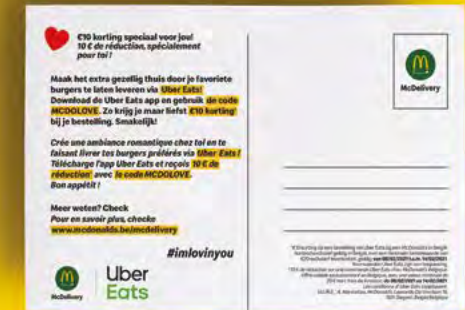 €10 korting speciaal voor jou!
10 € de réduction, spécialement
pour toi !
Maak het extra gezellig thuis door je favoriete
burgers te laten leveren via Uber Eats!
Download de Uber Eats app en gebruik de code
MCDOLOVE. Zo krijg je maar liefst €10 korting¹
bij je bestelling. Smakelijk!
Crée une ambiance romantique chez toi en te
faisant livrer tes burgers préférés via Uber Eats !
Télécharge l'app Uber Eats et reçois 10 € de
réduction¹ avec le code MCDOLOVE.
Bon appétit !
Meer weten? Check
Pour en savoir plus, checke
www.mcdonalds.be/mcdelivery
#imlovinyou
McDelivery
Uber
Eats
McDelivery